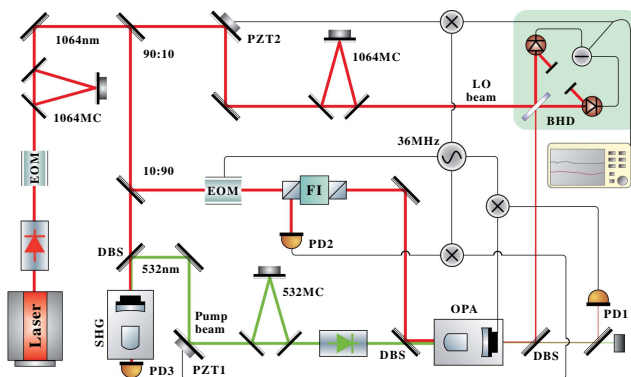 1064nm
90:10
PZT2
1064MC
1064MC
LO
beam
BHD
EOM
36MHz
10:90
EOM
FI
DBS
532nm
PD2
532MC
OPA
PD1
Laser
SHG
Pump
beam
PD3
PZT1
DBS
DBS